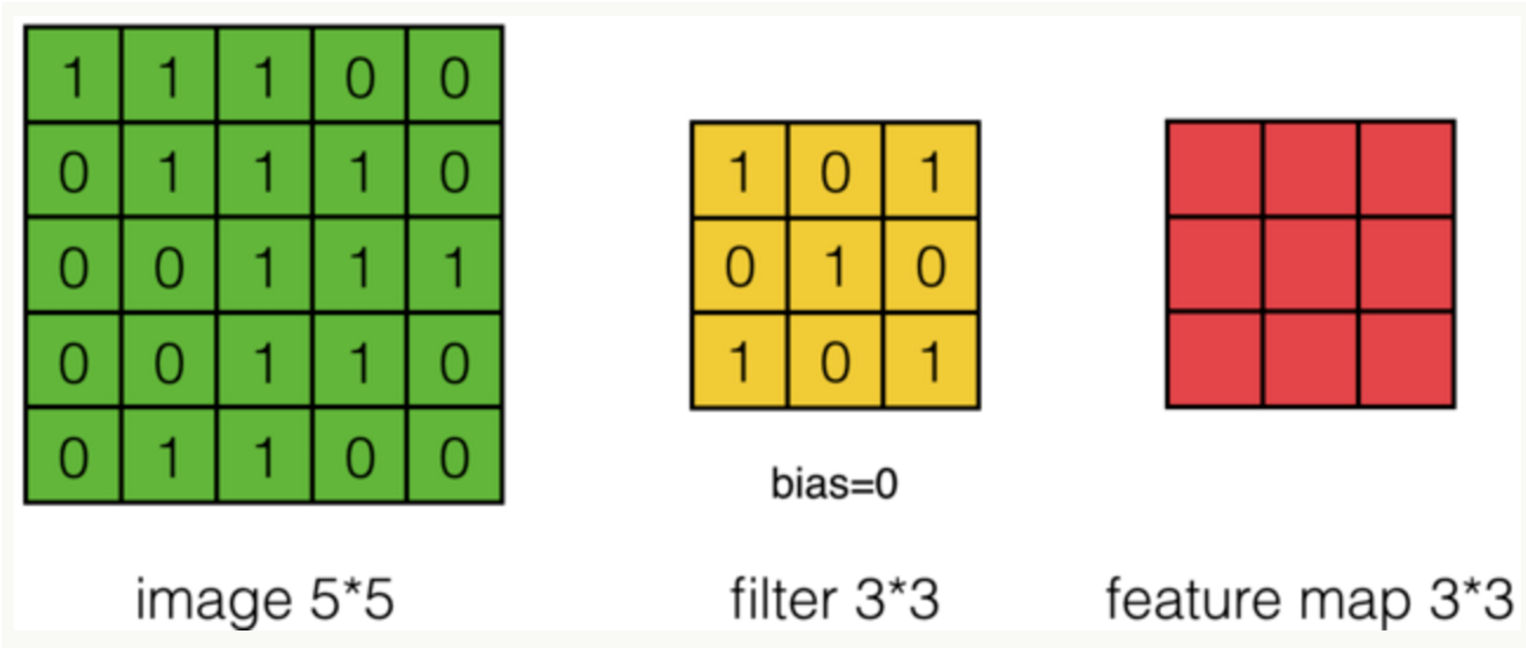 1 1 1 0 0
0 1 1 1 0
0 0 1 1 1
0 0 1 1 0
0 1 1 0 0
image 5*5
1 0 1
0 1 0
1 0 1
bias=0
filter 3*3
feature map 3*3